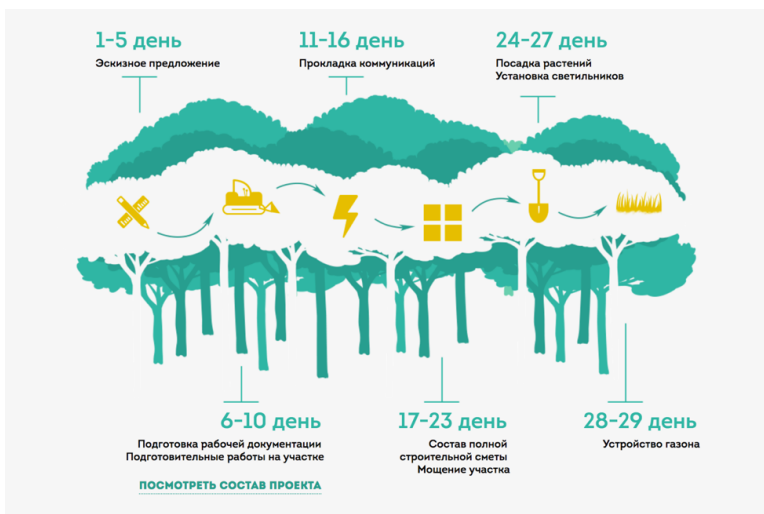 1-5 день
Эскизное предложение
11-16 день
Прокладка коммуникаций
24-27 день
Посадка растений
Установка светильников
6-10 день
Подготовка рабочей документации
Подготовительные работы на участке
ПОСМОТРЕТЬ СОСТАВ ПРОЕКТА
17-23 день
Состав полной
строительной сметы
Мощение участка
28-29 день
Устройство газона